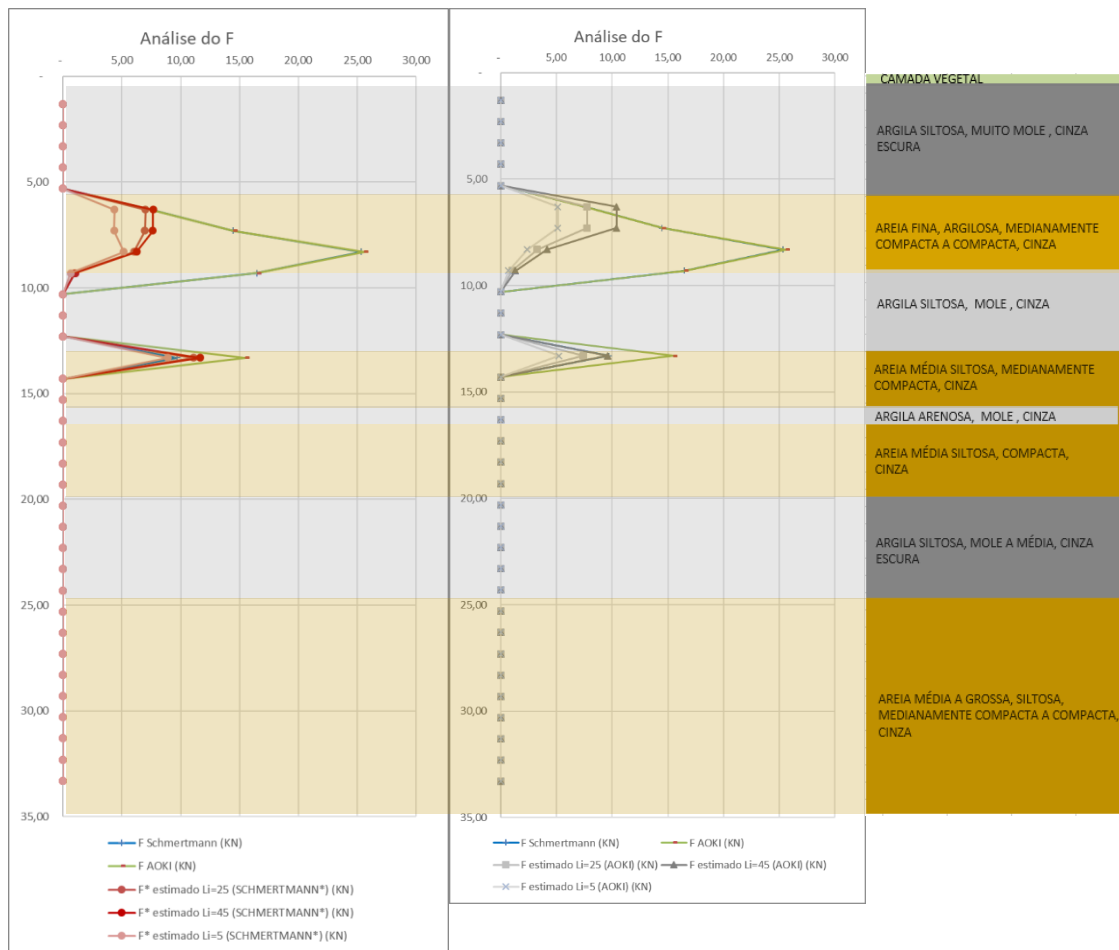 Análise do F
- 5,00 10,00 15,00 20,00 25,00 30,00
-
5,00
10,00
15,00
20,00
25,00
30,00
35,00
F Schmertmann (KN)
F AOKI (KN)
F* estimado Li=25 (SCHMERTMANN*) (KN)
F* estimado Li=45 (SCHMERTMANN*) (KN)
F* estimado Li=5 (SCHMERTMANN*) (KN)
Análise do F
- 5,00 10,00 15,00 20,00 25,00 30,00
-
5,00
10,00
15,00
20,00
25,00
30,00
35,00
F Schmertmann (KN) F AOKI (KN)
F estimado Li=25 (AOKI) (KN) F estimado Li=45 (AOKI) (KN)
F estimado Li=5 (AOKI) (KN)
CAMADA VEGETAL
ARGILA SILTOSA, MUITO MOLE , CINZA
ESCURA
AREIA FINA, ARGILOSA, MEDIANAMENTE
COMPACTA A COMPACTA, CINZA
ARGILA SILTOSA, MOLE , CINZA
AREIA MÉDIA SILTOSA, MEDIANAMENTE
COMPACTA, CINZA
ARGILA ARENOSA, MOLE , CINZA
AREIA MÉDIA SILTOSA, COMPACTA,
CINZA
ARGILA SILTOSA, MOLE A MÉDIA, CINZA
ESCURA
AREIA MÉDIA A GROSSA, SILTOSA,
MEDIANAMENTE COMPACTA A COMPACTA,
CINZA